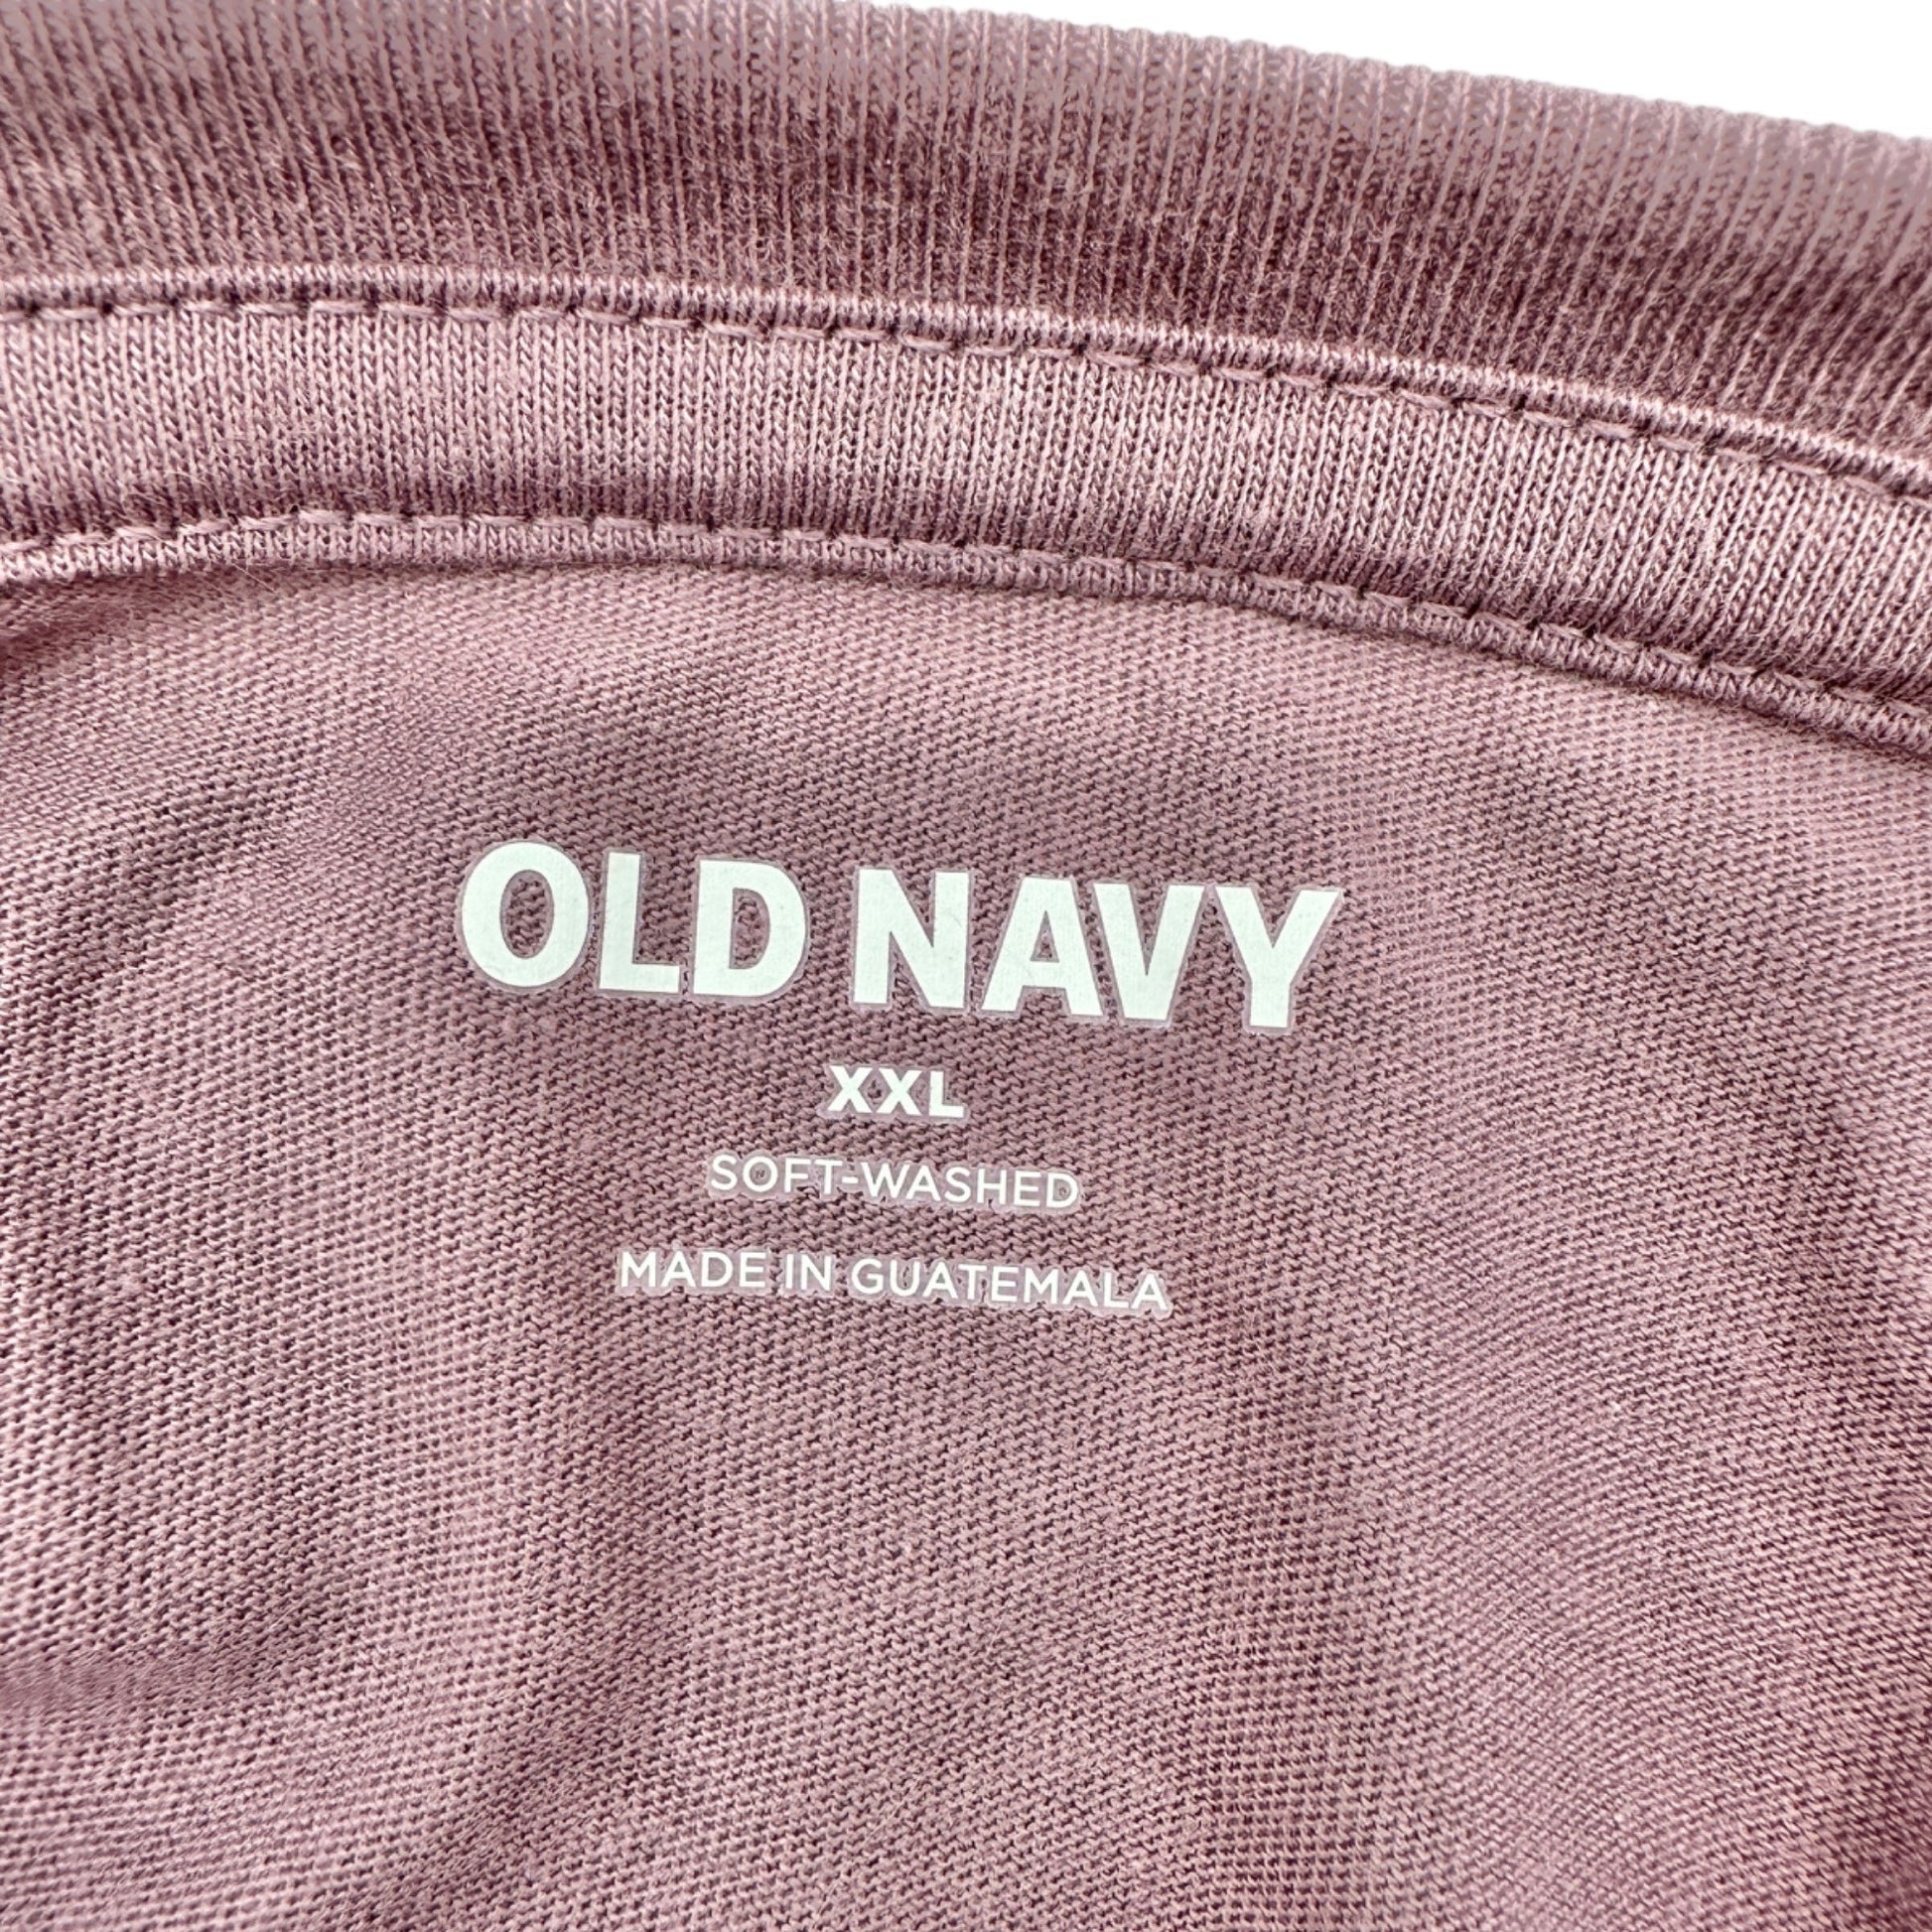 OLD NAVY
XXL
SOFT-WASHED
MADE IN GUATEMALA